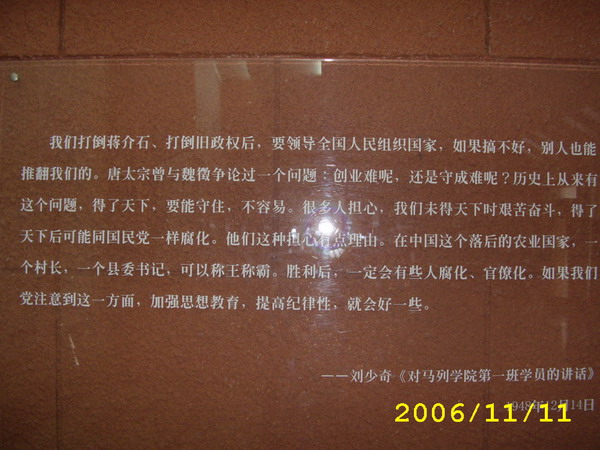 我们打倒蒋介石、打倒旧政权后，要领导全国人民组织国家，如果搞不好，别人也能
推翻我们的。唐太宗曾与魏徵争论过一个问题：创业难呢，还是守成难呢？历史上从来有
这个问题，得了天下，要能守住，不容易。很多人担心，我们未得天下时艰苦奋斗，得了
天下后可能同国民党一样腐化。他们这种担心有点理由。在中国这个落后的农业国家，一
个村长，一个县委书记，可以称王称霸。胜利后，一定会有些人腐化、官僚化。如果我们
党注意到这一方面，加强思想教育，提高纪律性，就会好一些。
——刘少奇《对马列学院第一班学员的讲话》
1948年12月14日
2006/11/11